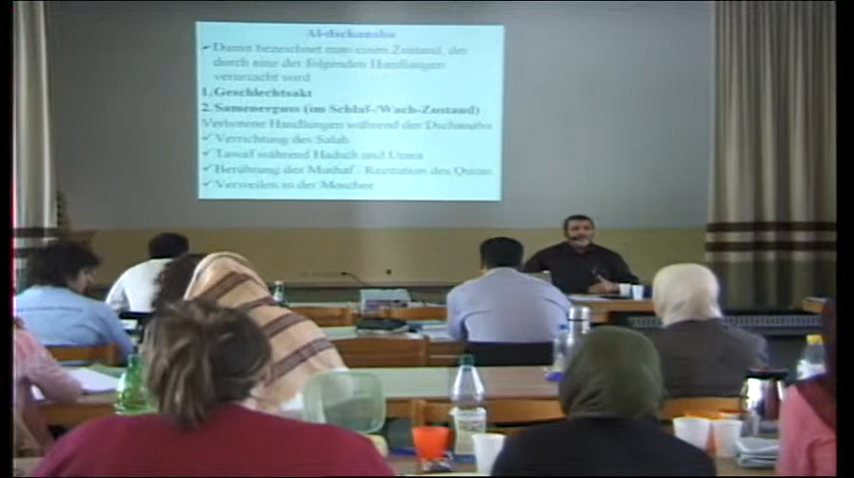 Al-dschanaba
Damit bezeichnet man einen Zustand, der
durch eine der folgenden Handlungen
verursacht wird
1. Geschlechtsakt
2. Samenerguss (im Schlaf-/Wach-Zustand)
Verbotene Handlungen während der Dschanaba
✓ Verrichtung des Salah
✓ Tawaf während Hadsch und Umra
✓ Berührung des Mushaf / Rezitation des Quran
✓ Verweilen in der Moschee